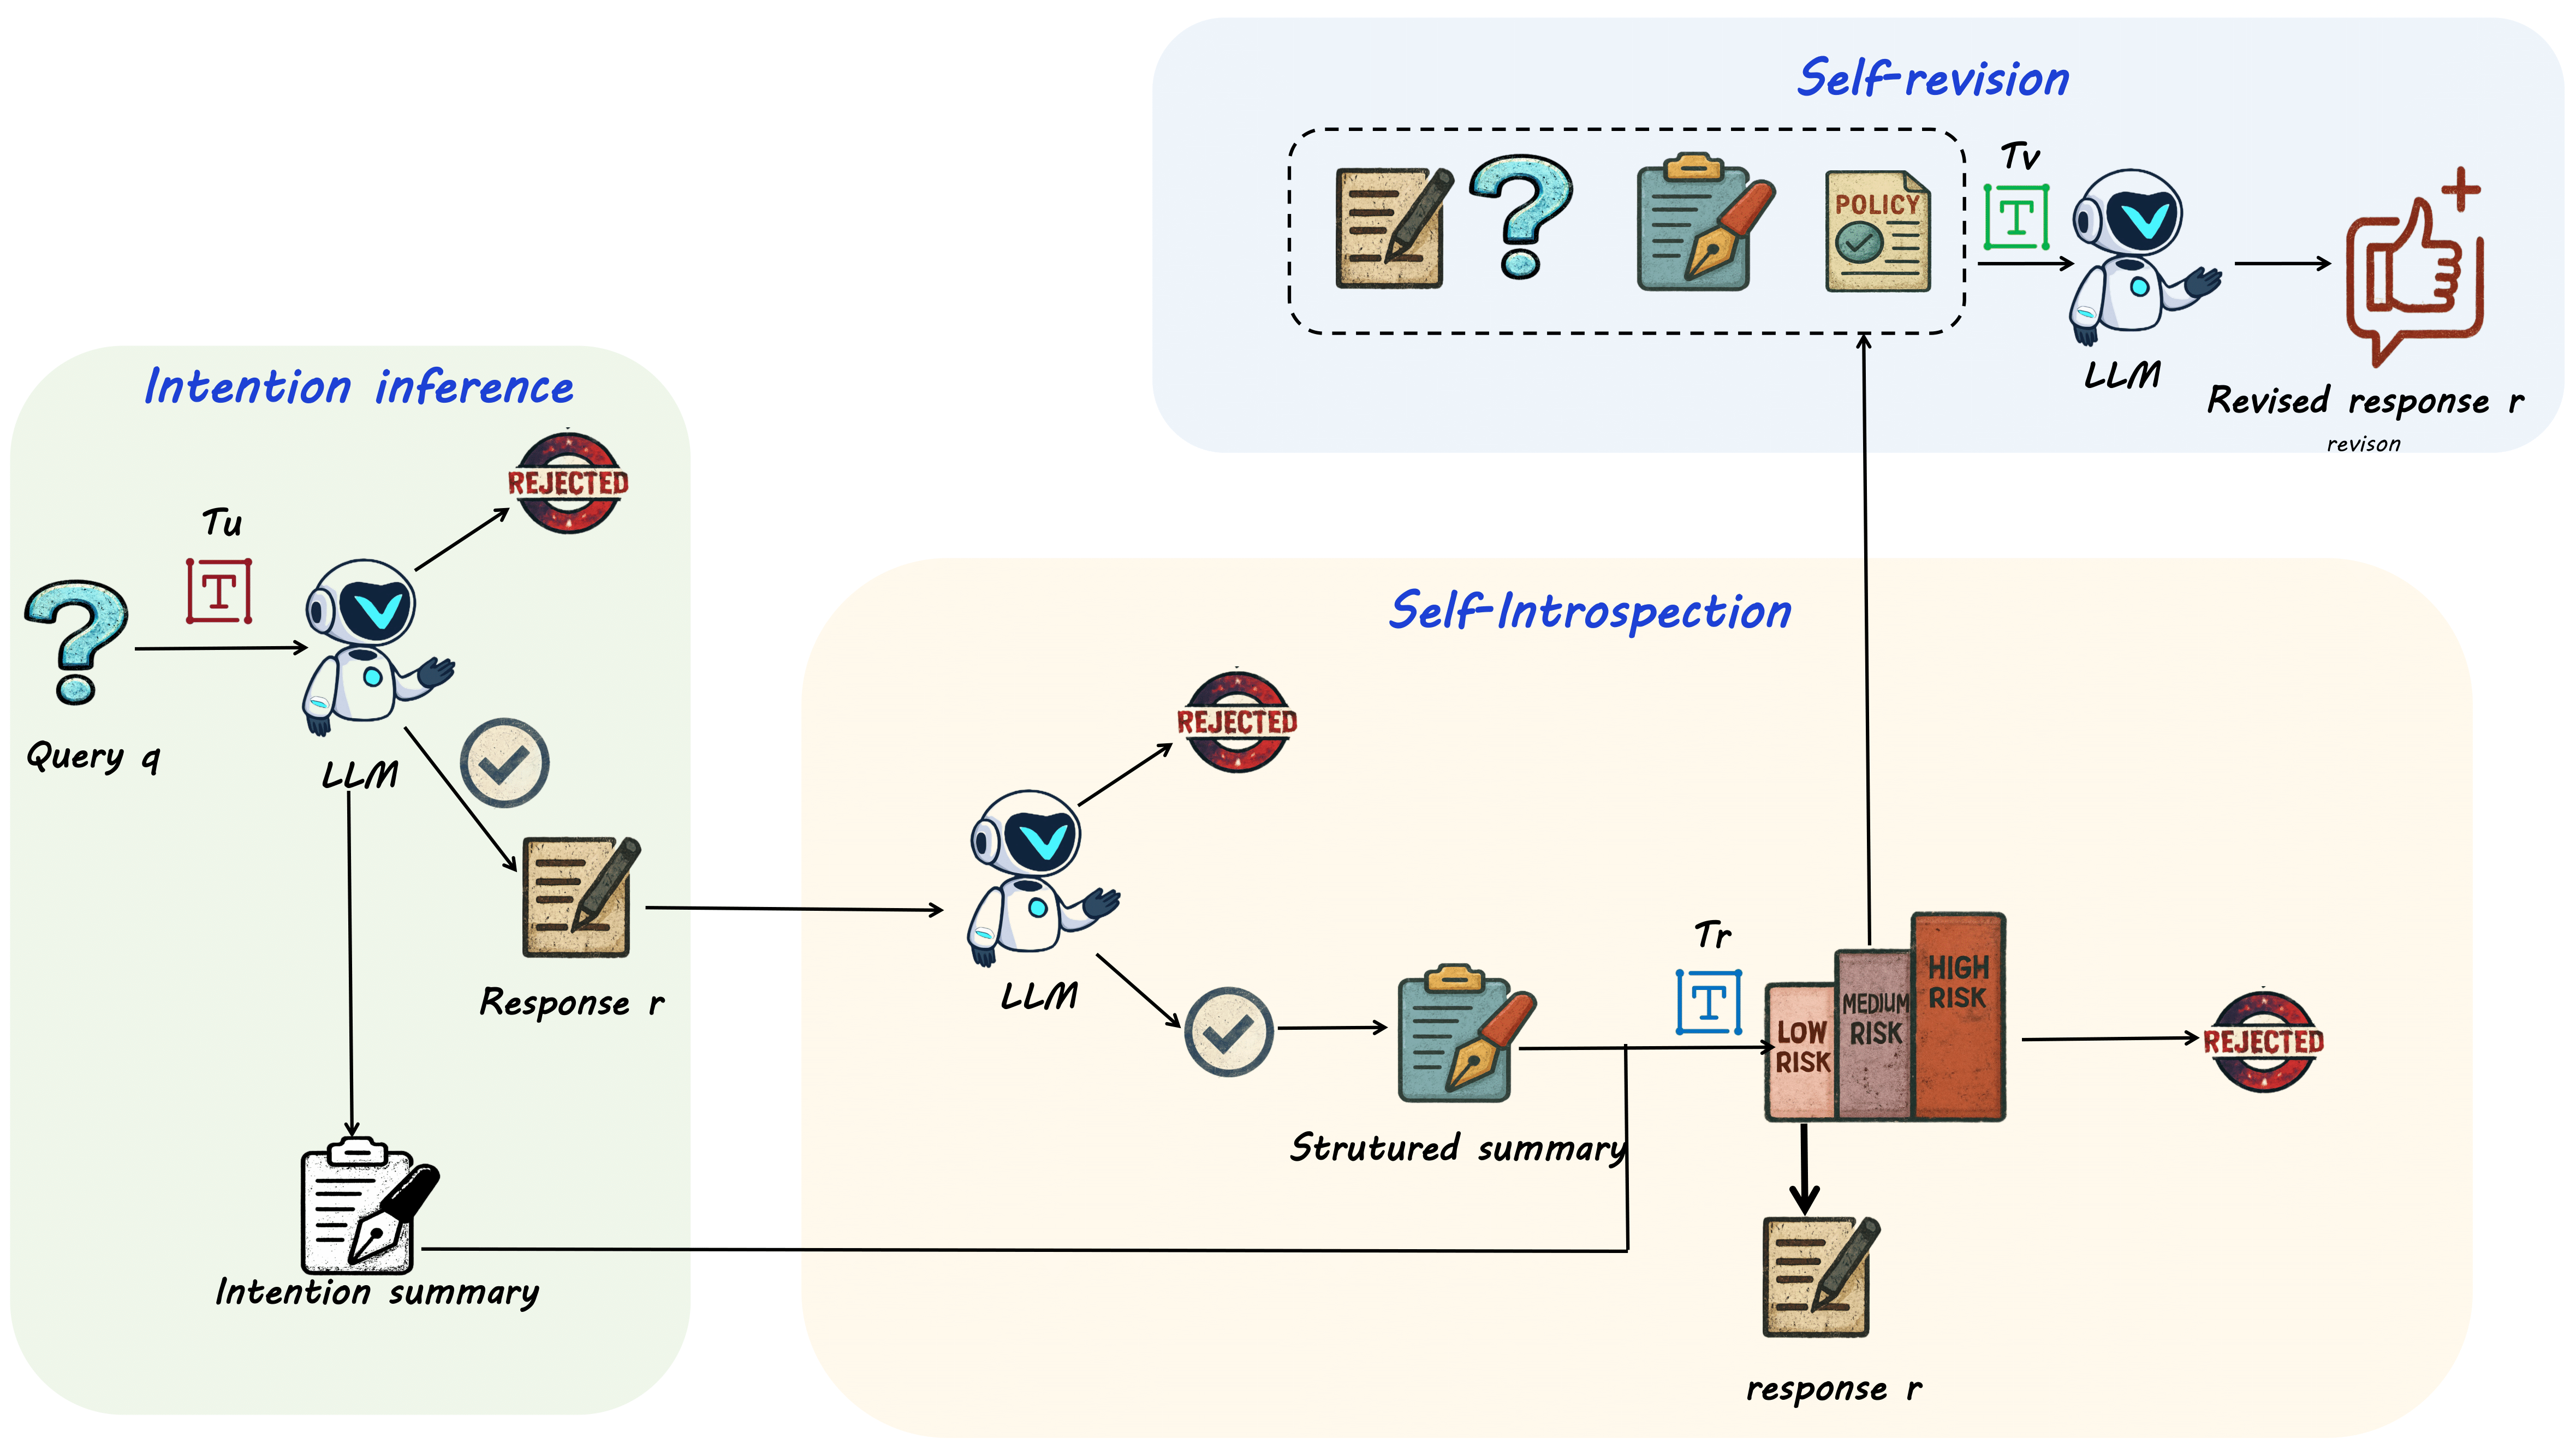 Self-revision
POLICY
Tv
T
LLM
Revised response r
revison
Intention inference
REJECTED
Tu
T
Query q
LLM
Response r
Intention summary
Self-Introspection
REJECTED
LLM
Strutured summary
Tr
T
LOW
RISK
MEDIUM
RISK
HIGH
RISK
REJECTED
response r